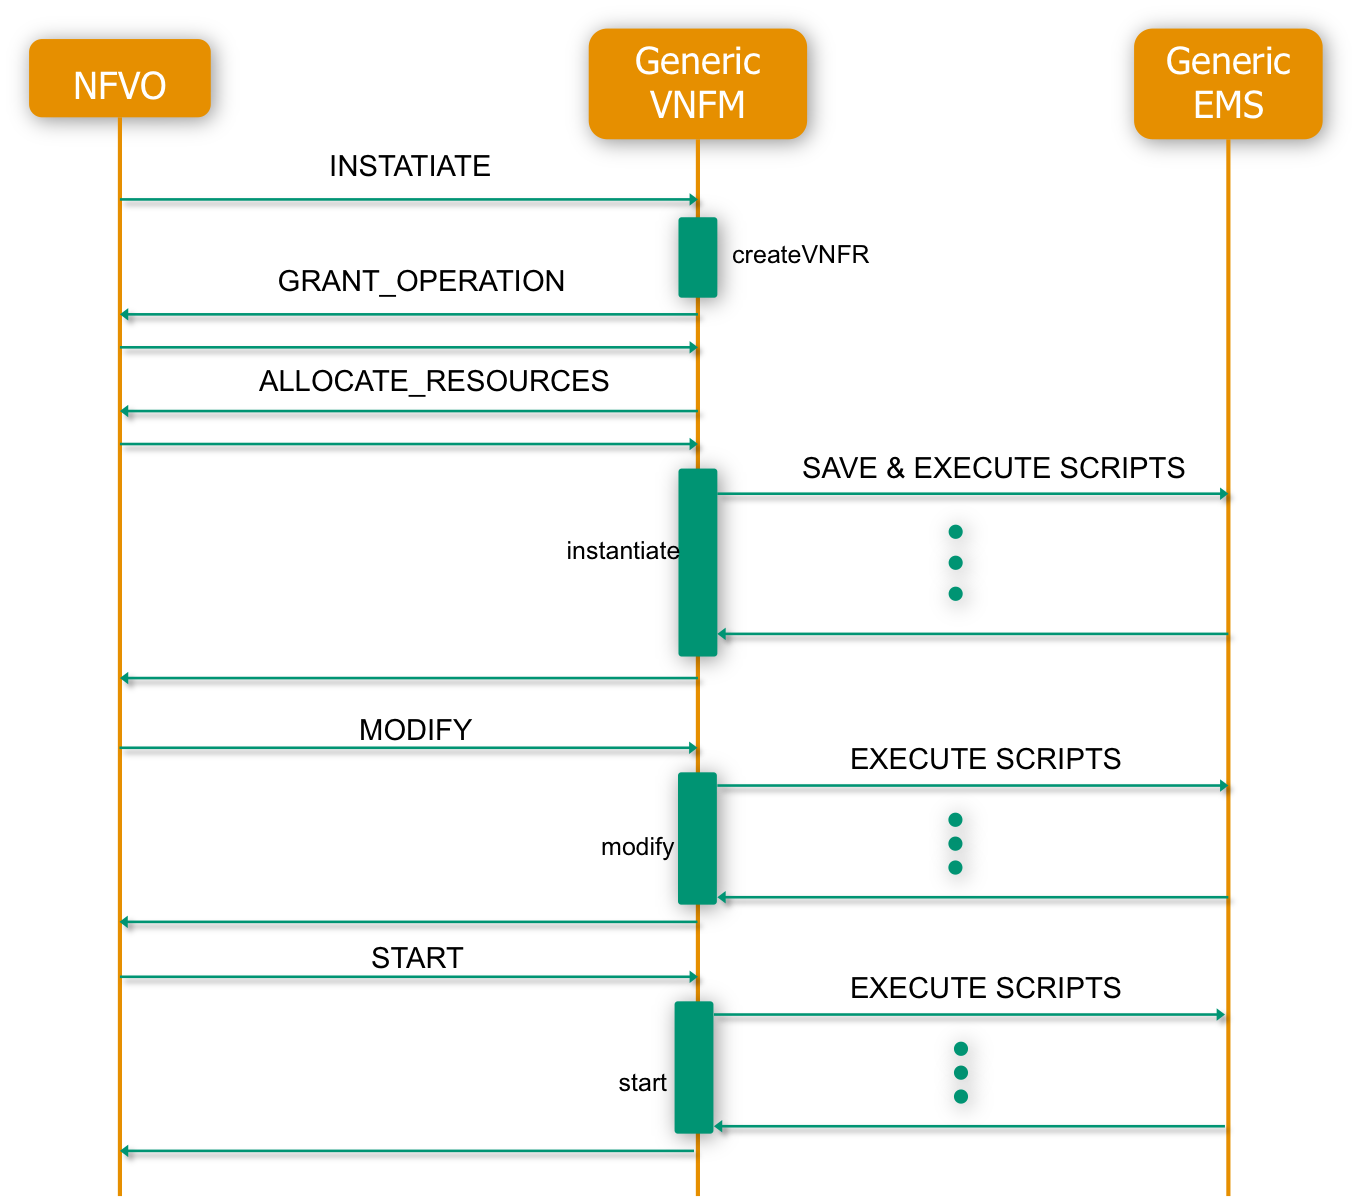 NFVO
Generic
VNFM
Generic
EMS
INSTATIATE
createVNFR
GRANT_OPERATION
ALLOCATE_RESOURCES
SAVE & EXECUTE SCRIPTS
instantiate
MODIFY
EXECUTE SCRIPTS
modify
START
EXECUTE SCRIPTS
start